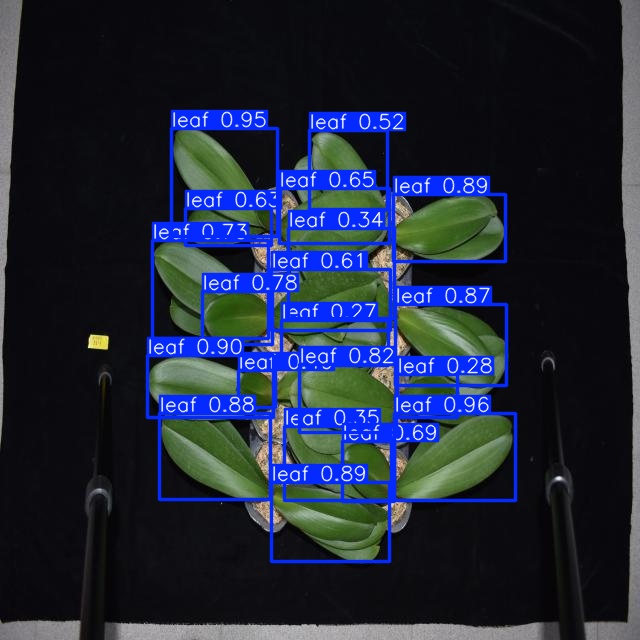 leaf 0.95
leaf 0.52
leaf 0.65
leaf 0.89
leaf 0.63
leaf 0.34
leaf 0.73
leaf 0.61
leaf 0.78
leaf 0.87
leaf 0.27
leaf 0.90
leaf
leaf 0.82
leaf 0.28
leaf 0.88
leaf 0.96
leaf 0.35
leaf 0.69
leaf 0.89